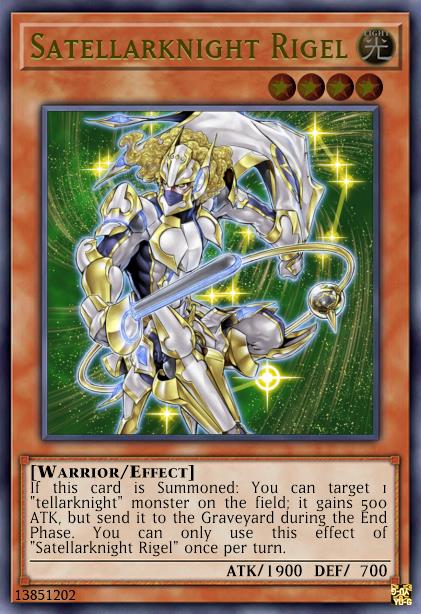 SATELLARKNIGHT RIGEL
LIGHT
光
[WARRIOR/EFFECT]
If this card is Summoned: You can target 1
"tellarknight" monster on the field; it gains 500
ATK, but send it to the Graveyard during the End
Phase. You can only use this effect of
"Satellarknight Rigel" once per turn.
ATK/1900 DEF/ 700
13851202